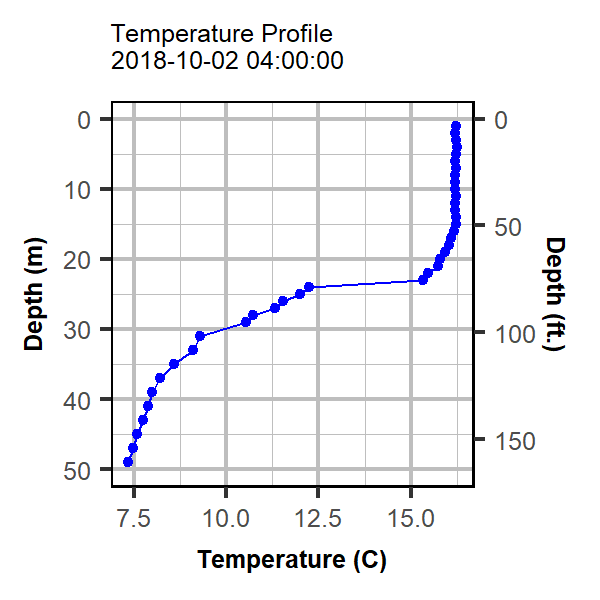 Temperature Profile
2018-10-02 04:00:00
0
10
20
30
40
50
Depth (m)
0
50
100
150
Depth (ft.)
7.5 10.0 12.5 15.0
Temperature (C)